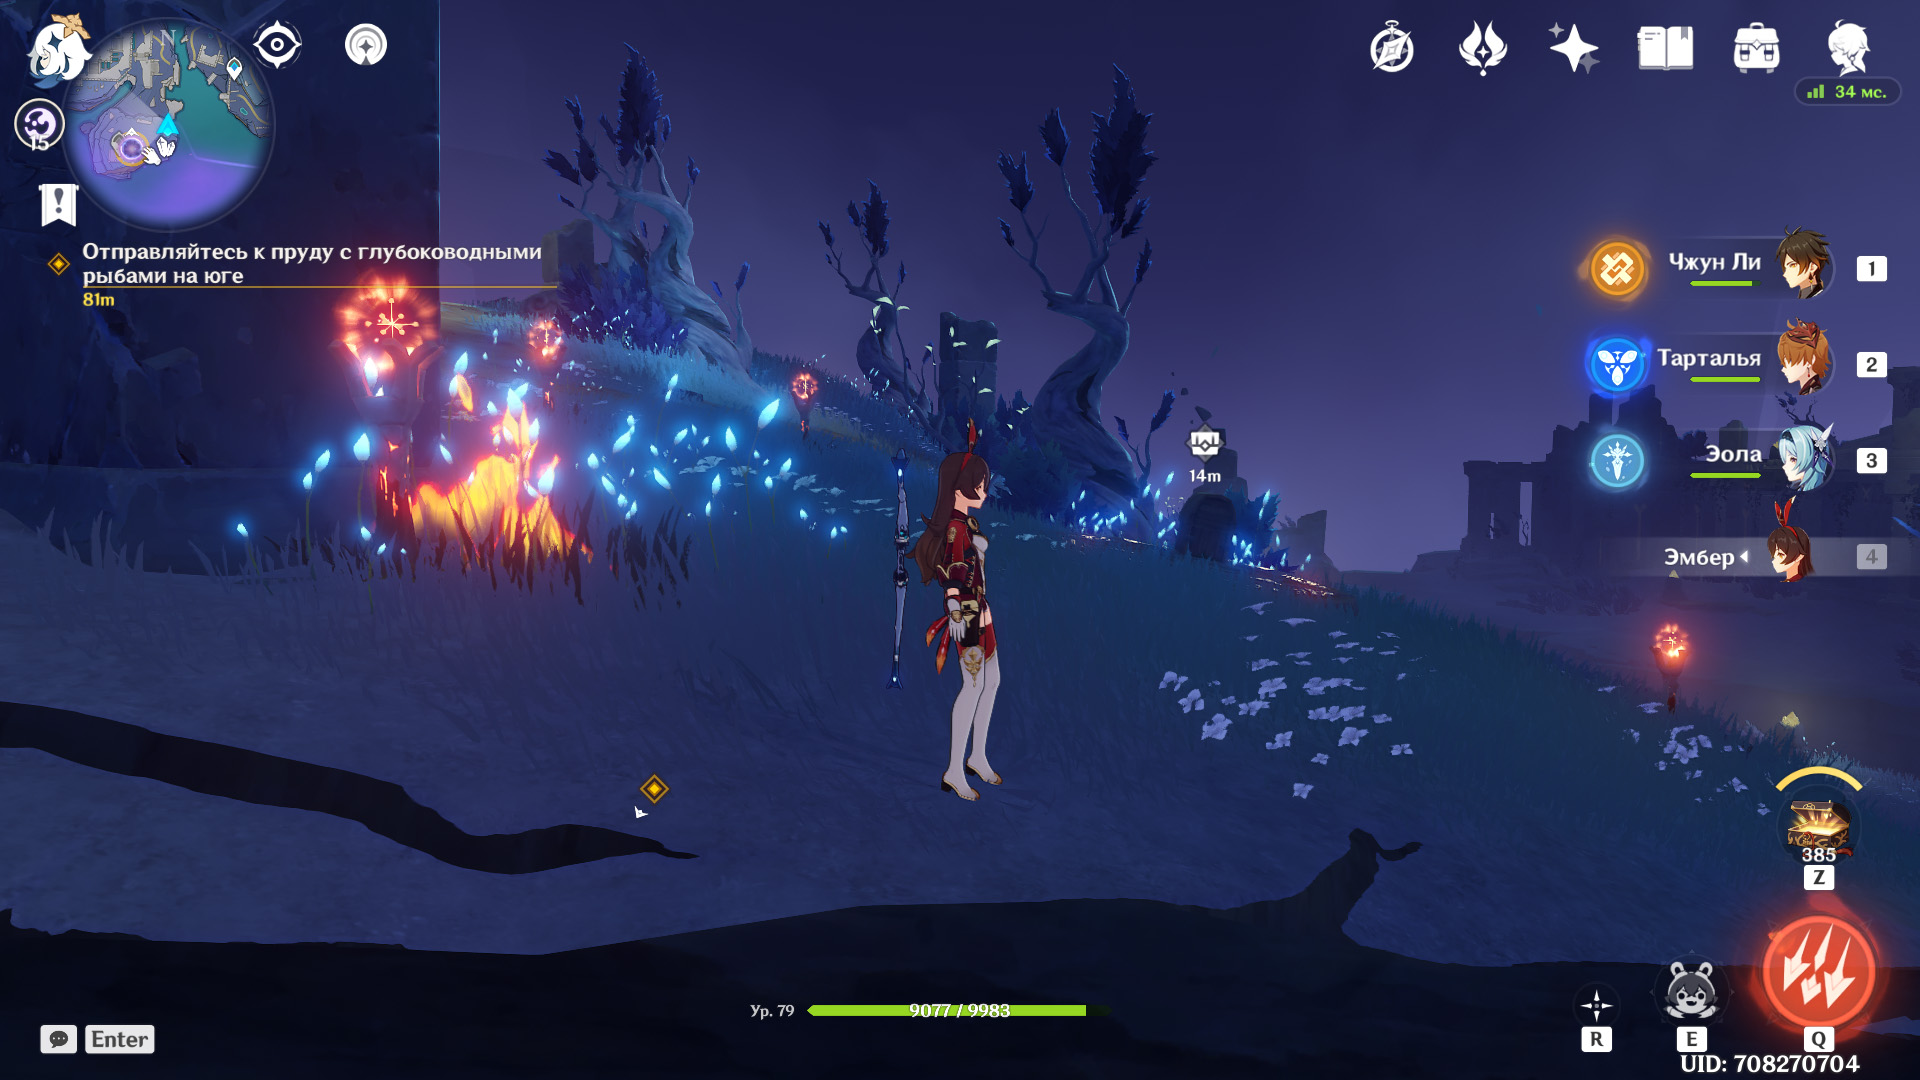 N
34 мс.
15
Отправляйтесь к пруду с глубоководными
рыбами на юге
81m
Чжун Ли
1
Тарталья
2
14m
Эола
3
Эмбер
4
385
Z
Ур. 79
9077 / 9983
Enter
R
E
Q
UID: 708270704